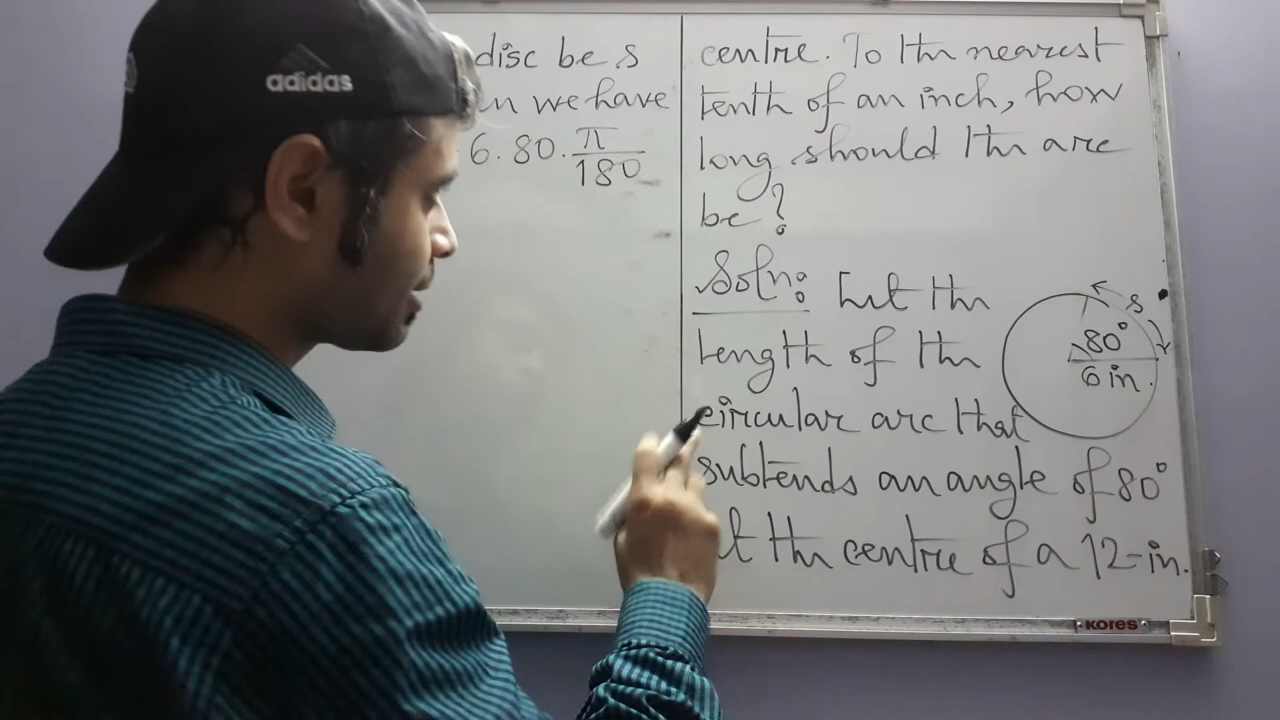 adidas
disc be s
we have
6.80.π/180
centre. To the nearest
tenth of an inch, how
long should the arc
be?
Soln: Let the
length of the
circular arc that
subtends an angle of 80°
the centre of a 12-in.
s
80°
6 in.
KORES